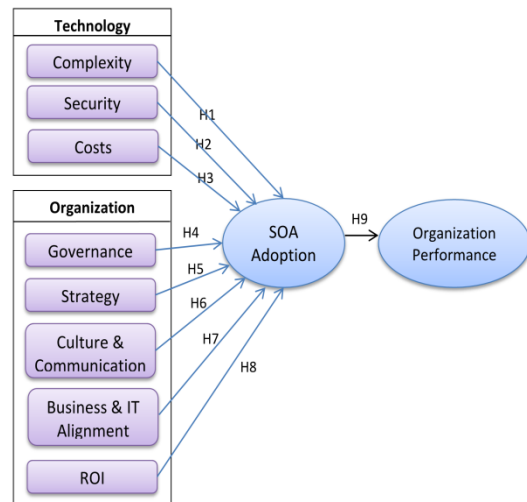 Technology
Complexity
Security
Costs
H1
H2
H3
Organization
Governance
Strategy
Culture &
Communication
Business & IT
Alignment
ROI
H4
H5
H6
H7
H8
SOA
Adoption
H9
Organization
Performance